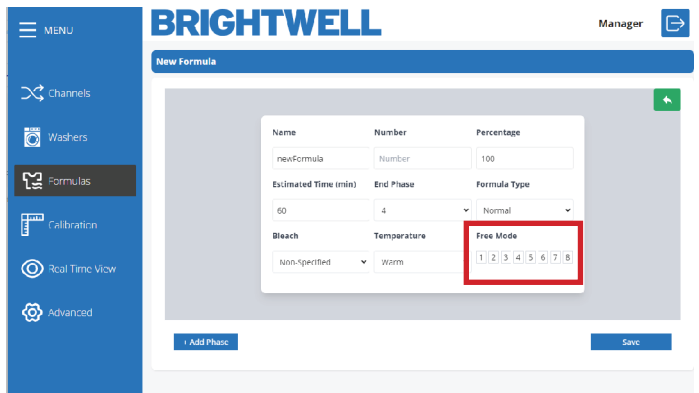 MENU
BRIGHTWELL
Manager
New Formula
Channels
Washers
Formulas
Calibration
Real Time View
Advanced
Name Number Percentage
newFormula Number 100
Estimated Time (min) End Phase Formula Type
60 4 Normal
Bleach Temperature Free Mode
Non-Specified Warm 1 2 3 4 5 6 7 8
+ Add Phase Save